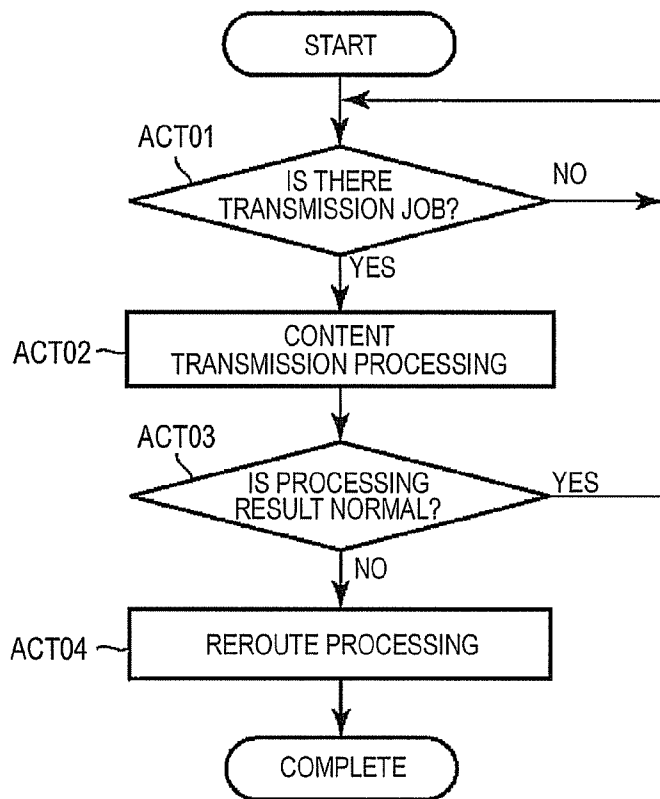 START
ACT01
IS THERE
TRANSMISSION JOB?
NO
YES
ACT02
CONTENT
TRANSMISSION PROCESSING
ACT03
IS PROCESSING
RESULT NORMAL?
YES
NO
ACT04
REROUTE PROCESSING
COMPLETE